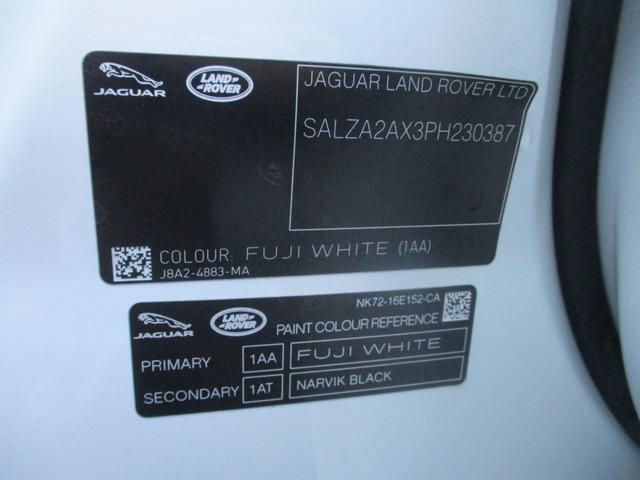 JAGUAR
LAND ROVER
JAGUAR LAND ROVER LTD
SALZA2AX3PH230387
COLOUR: FUJI WHITE (1AA)
J8A2-4883-MA
NK72-16E152-CA
JAGUAR
LAND ROVER
PAINT COLOUR REFERENCE
PRIMARY 1AA FUJI WHITE
SECONDARY 1AT NARVIK BLACK